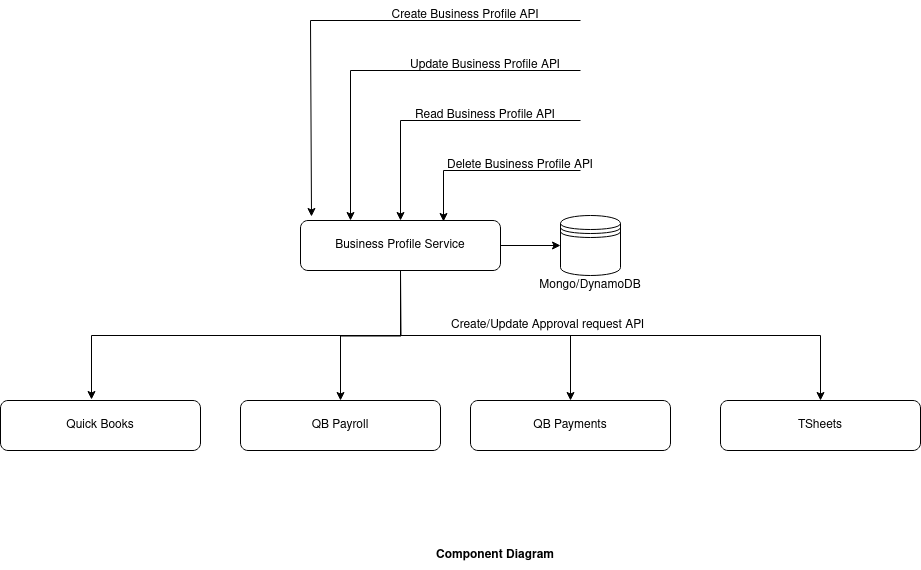 Create Business Profile API
Update Business Profile API
Read Business Profile API
Delete Business Profile API
Business Profile Service
Mongo/DynamoDB
Create/Update Approval request API
Quick Books
QB Payroll
QB Payments
TSheets
Component Diagram